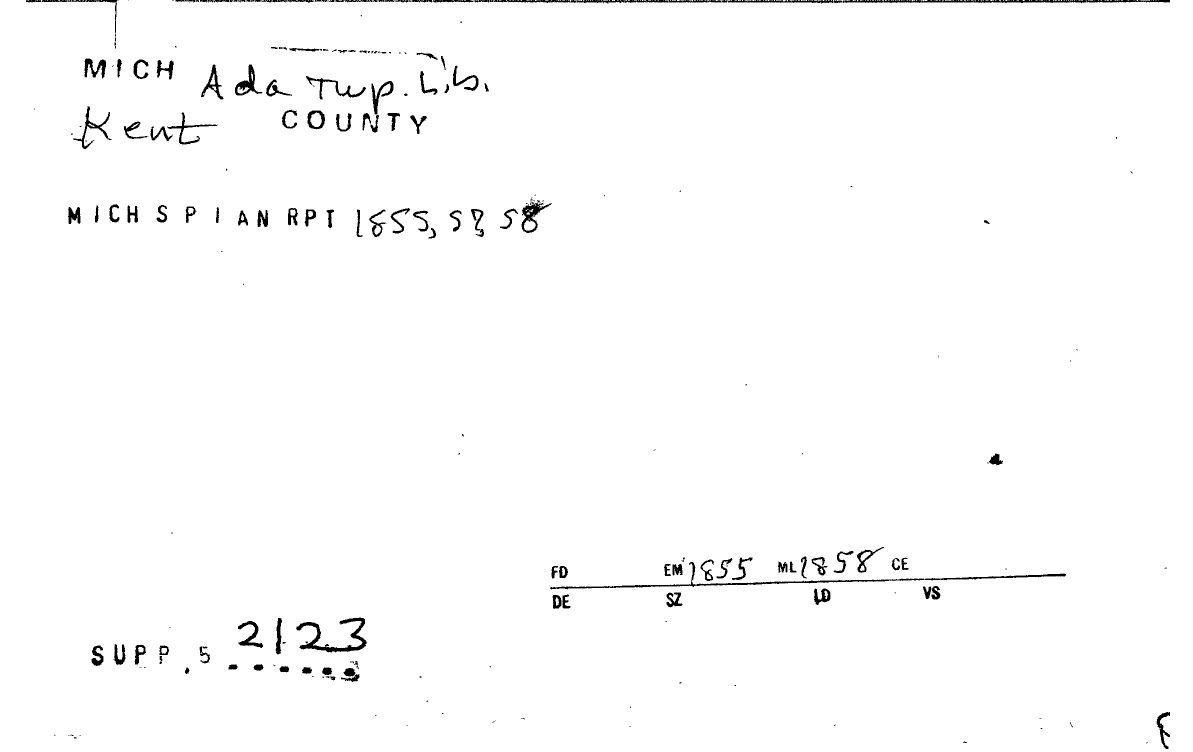 MICH Ada Twp. Lib.
Kent COUNTY
MICH S P I AN RPT 1855, 57, 58
FD EM 1855 ML 1858 CE
DE SZ LD VS
SUPP. 5 2123